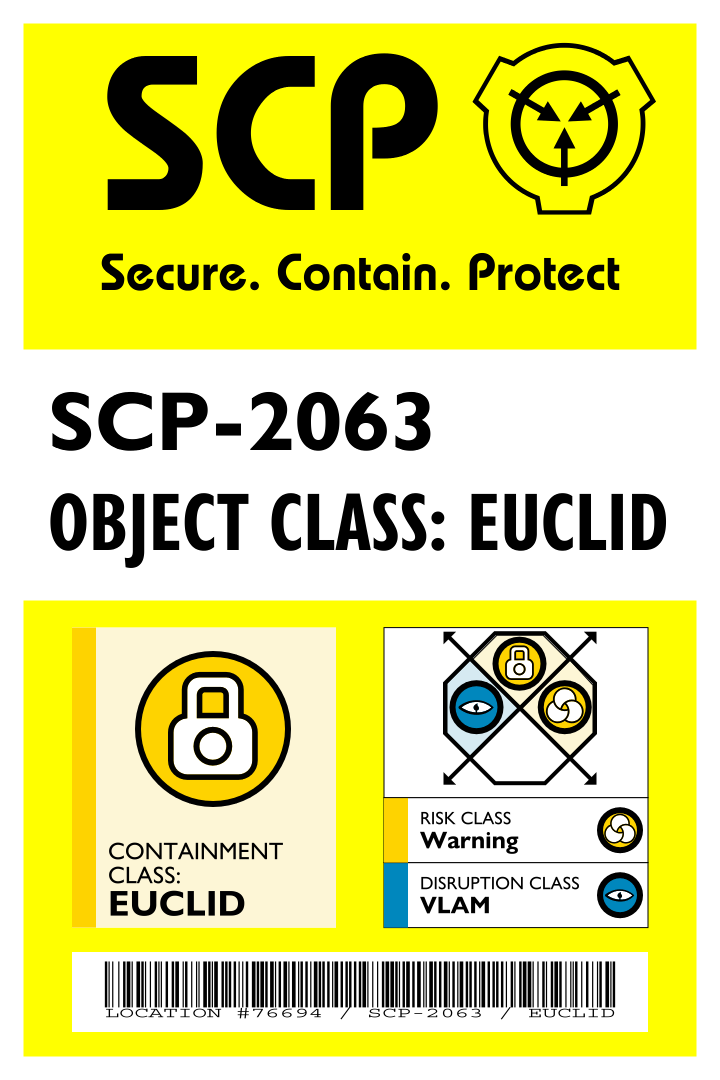 SCP
Secure. Contain. Protect
SCP-2063
OBJECT CLASS: EUCLID
CONTAINMENT
CLASS:
EUCLID
RISK CLASS
Warning
DISRUPTION CLASS
VLAM
LOCATION #76694 / SCP-2063 / EUCLID